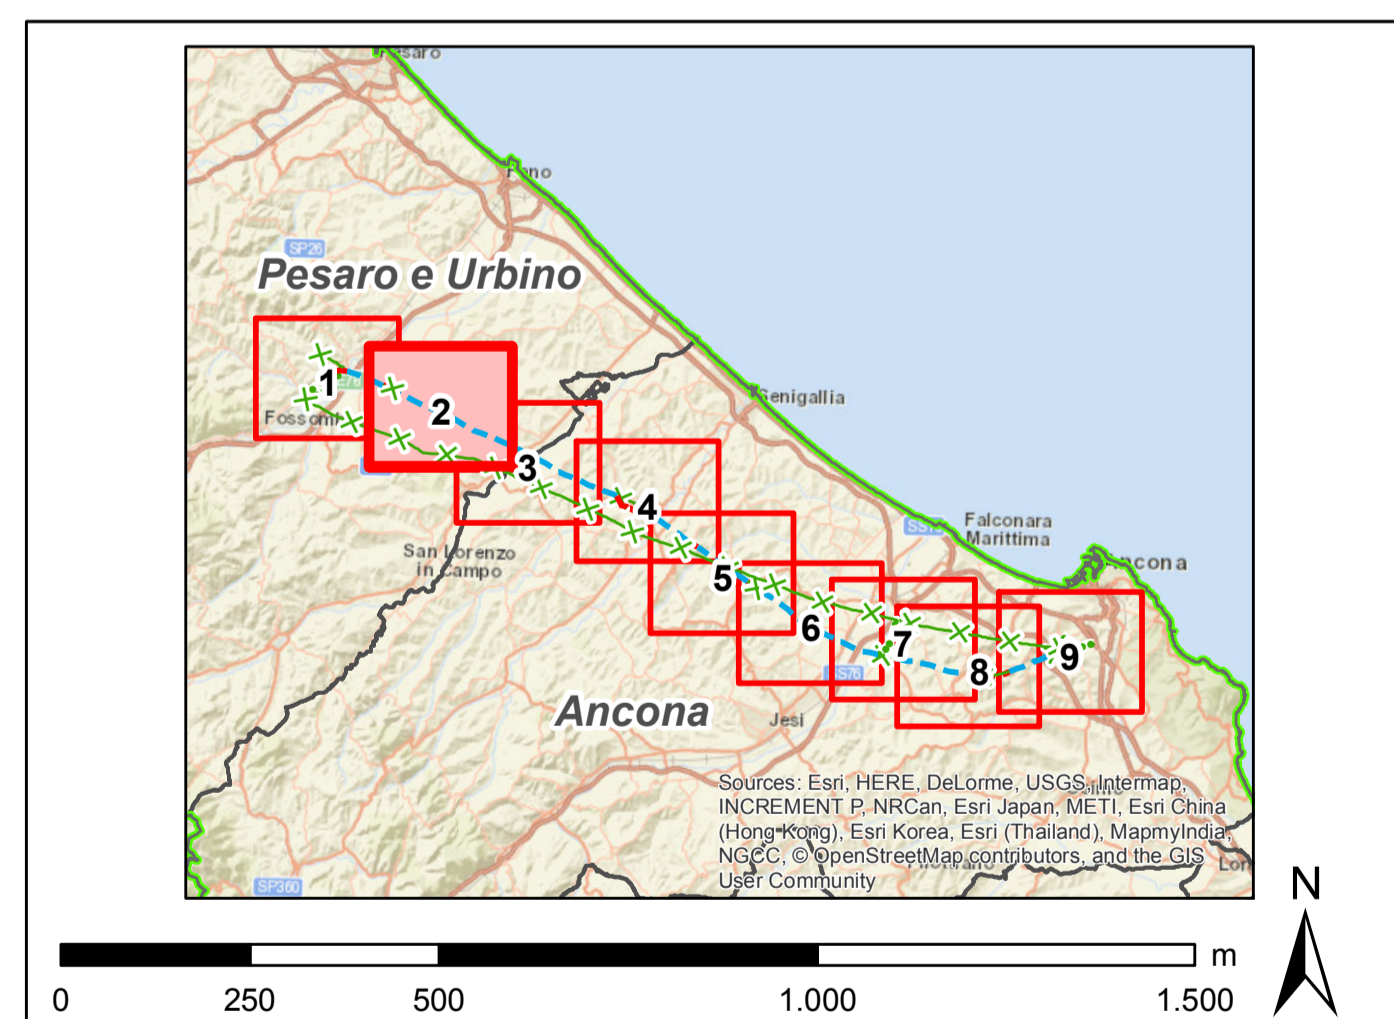 Fano
SP26
Pesaro e Urbino
1
2
Senigallia
3
4
Falconara
Marittima
San Lorenzo
in Campo
5
6
7
SS76
8
9
Ancona
Jesi
Sources: Esri, HERE, DeLorme, USGS, Intermap,
INCREMENT P, NRCan, Esri Japan, METI, Esri China
(Hong Kong), Esri Korea, Esri (Thailand), MapmyIndia,
NGCC, © OpenStreetMap contributors, and the GIS
User Community
SP360
N
m
0 250 500 1.000 1.500